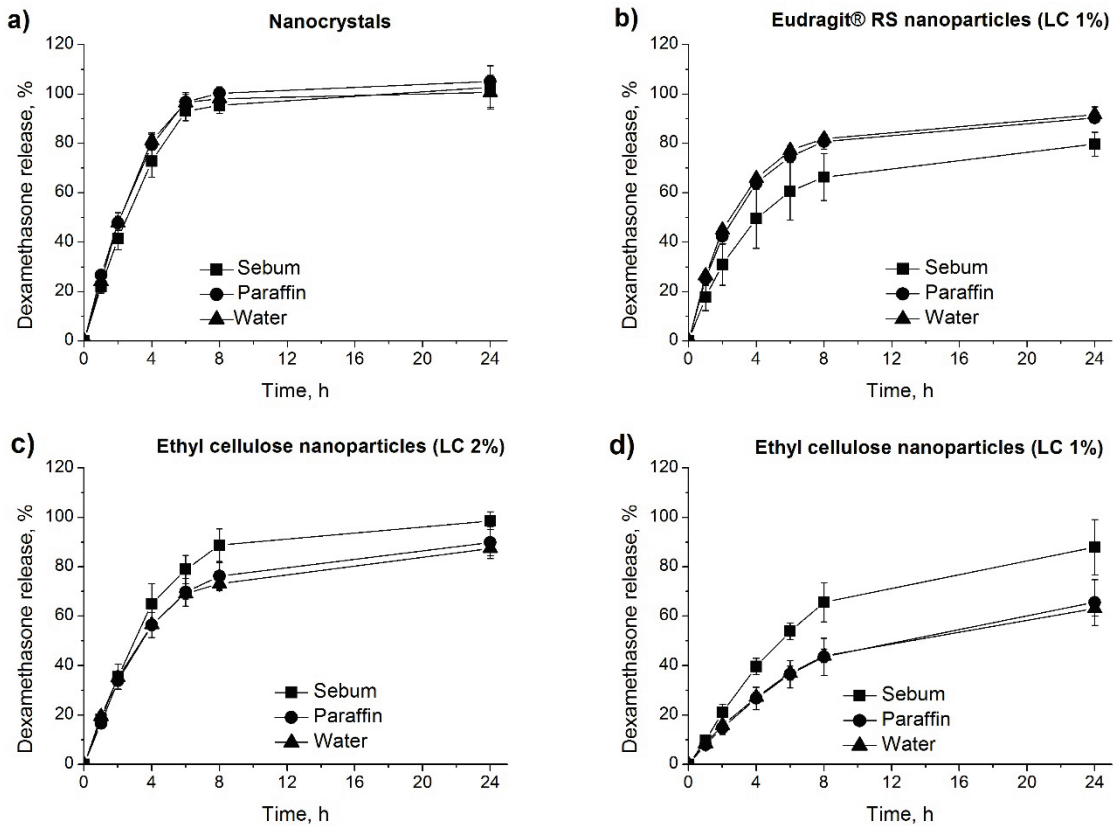 a)
Nanocrystals
120
100
80
60
40
20
0
Dexamethasone release, %
Sebum
Paraffin
Water
0 4 8 12 16 20 24
Time, h
b)
Eudragit® RS nanoparticles (LC 1%)
120
100
80
60
40
20
0
Dexamethasone release, %
Sebum
Paraffin
Water
0 4 8 12 16 20 24
Time, h
c)
Ethyl cellulose nanoparticles (LC 2%)
120
100
80
60
40
20
0
Dexamethasone release, %
Sebum
Paraffin
Water
0 4 8 12 16 20 24
Time, h
d)
Ethyl cellulose nanoparticles (LC 1%)
120
100
80
60
40
20
0
Dexamethasone release, %
Sebum
Paraffin
Water
0 4 8 12 16 20 24
Time, h